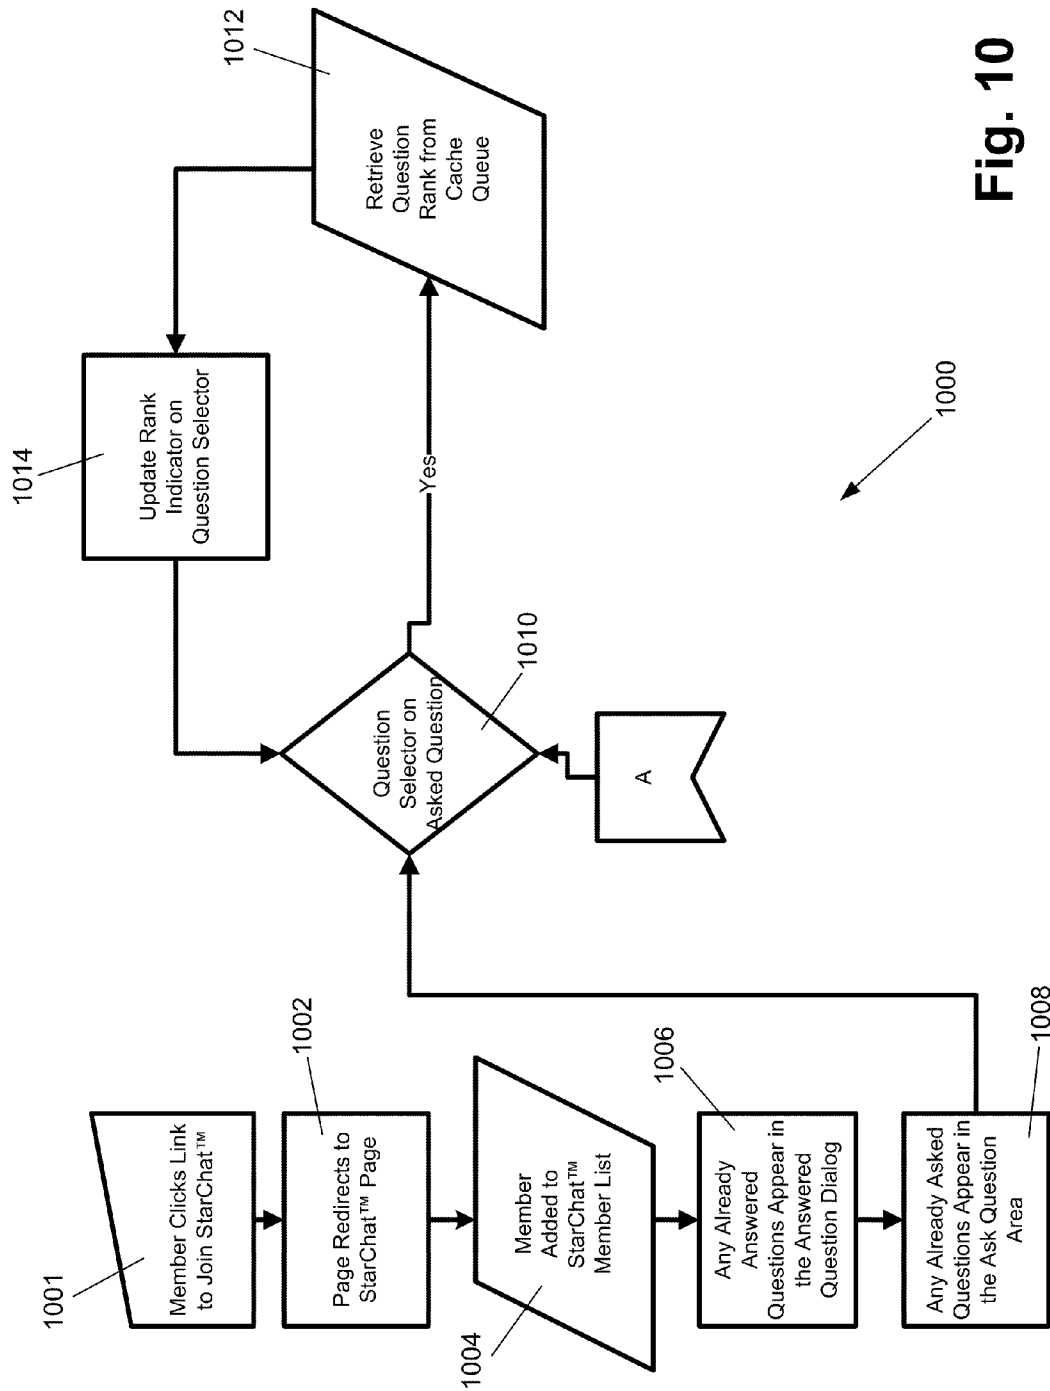 1001
Member Clicks Link
to Join StarChat™
1002
Page Redirects to
StarChat™ Page
1004
Member
Added to
StarChat™
Member List
1006
Any Already
Answered
Questions Appear in
the Answered
Question Dialog
1008
Any Already Asked
Questions Appear in
the Ask Question
Area
A
1010
Question
Selector on
Asked Question
Yes
1012
Retrieve
Question
Rank from
Cache
Queue
1014
Update Rank
Indicator on
Question Selector
1000
Fig. 10